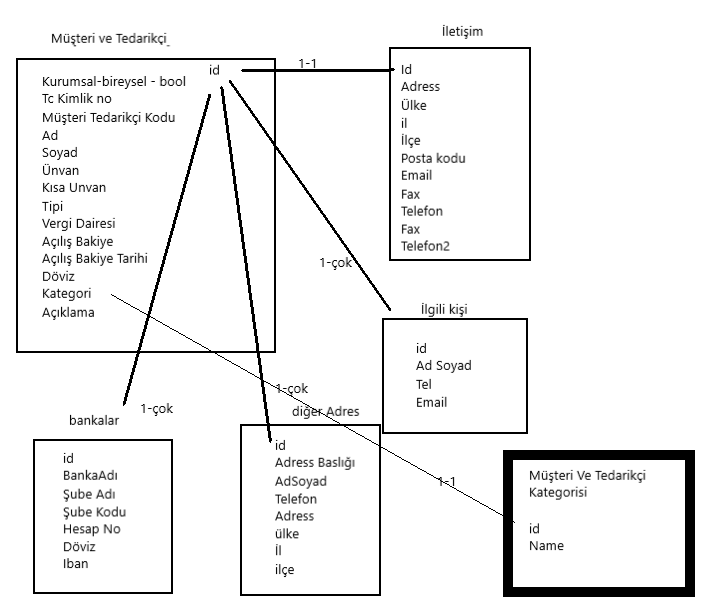 Müşteri ve Tedarikçi_
id
Kurumsal-bireysel - bool
Tc Kimlik no
Müşteri Tedarikçi Kodu
Ad
Soyad
Ünvan
Kısa Unvan
Tipi
Vergi Dairesi
Açılış Bakiye
Açılış Bakiye Tarihi
Döviz
Kategori
Açıklama
1-1
İletişim
Id
Adress
Ülke
il
İlçe
Posta kodu
Email
Fax
Telefon
Fax
Telefon2
1-çok
İlgili kişi
id
Ad Soyad
Tel
Email
1-çok
bankalar
id
BankaAdı
Şube Adı
Şube Kodu
Hesap No
Döviz
Iban
1-çok
diğer Adres
id
Adress Baslığı
AdSoyad
Telefon
Adress
ülke
İl
ilçe
1-1
Müşteri Ve Tedarikçi
Kategorisi
id
Name